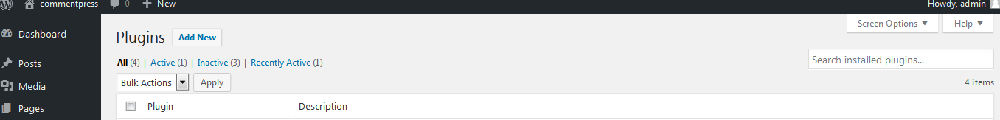 commentpress 0 + New Howdy, admin
Screen Options ▼ Help ▼
Dashboard
Plugins Add New
Posts
All (4) | Active (1) | Inactive (3) | Recently Active (1)
Search installed plugins...
Media
Bulk Actions Apply
4 items
Pages
Plugin Description